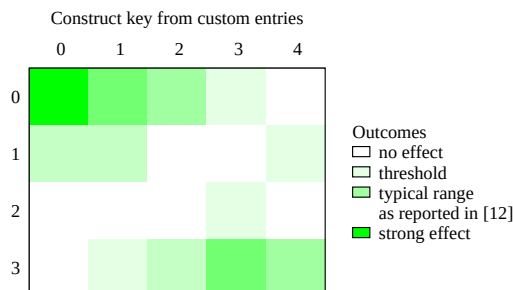 Construct key from custom entries
0 1 2 3 4
0
1
2
3
Outcomes
no effect
threshold
typical range
as reported in [12]
strong effect